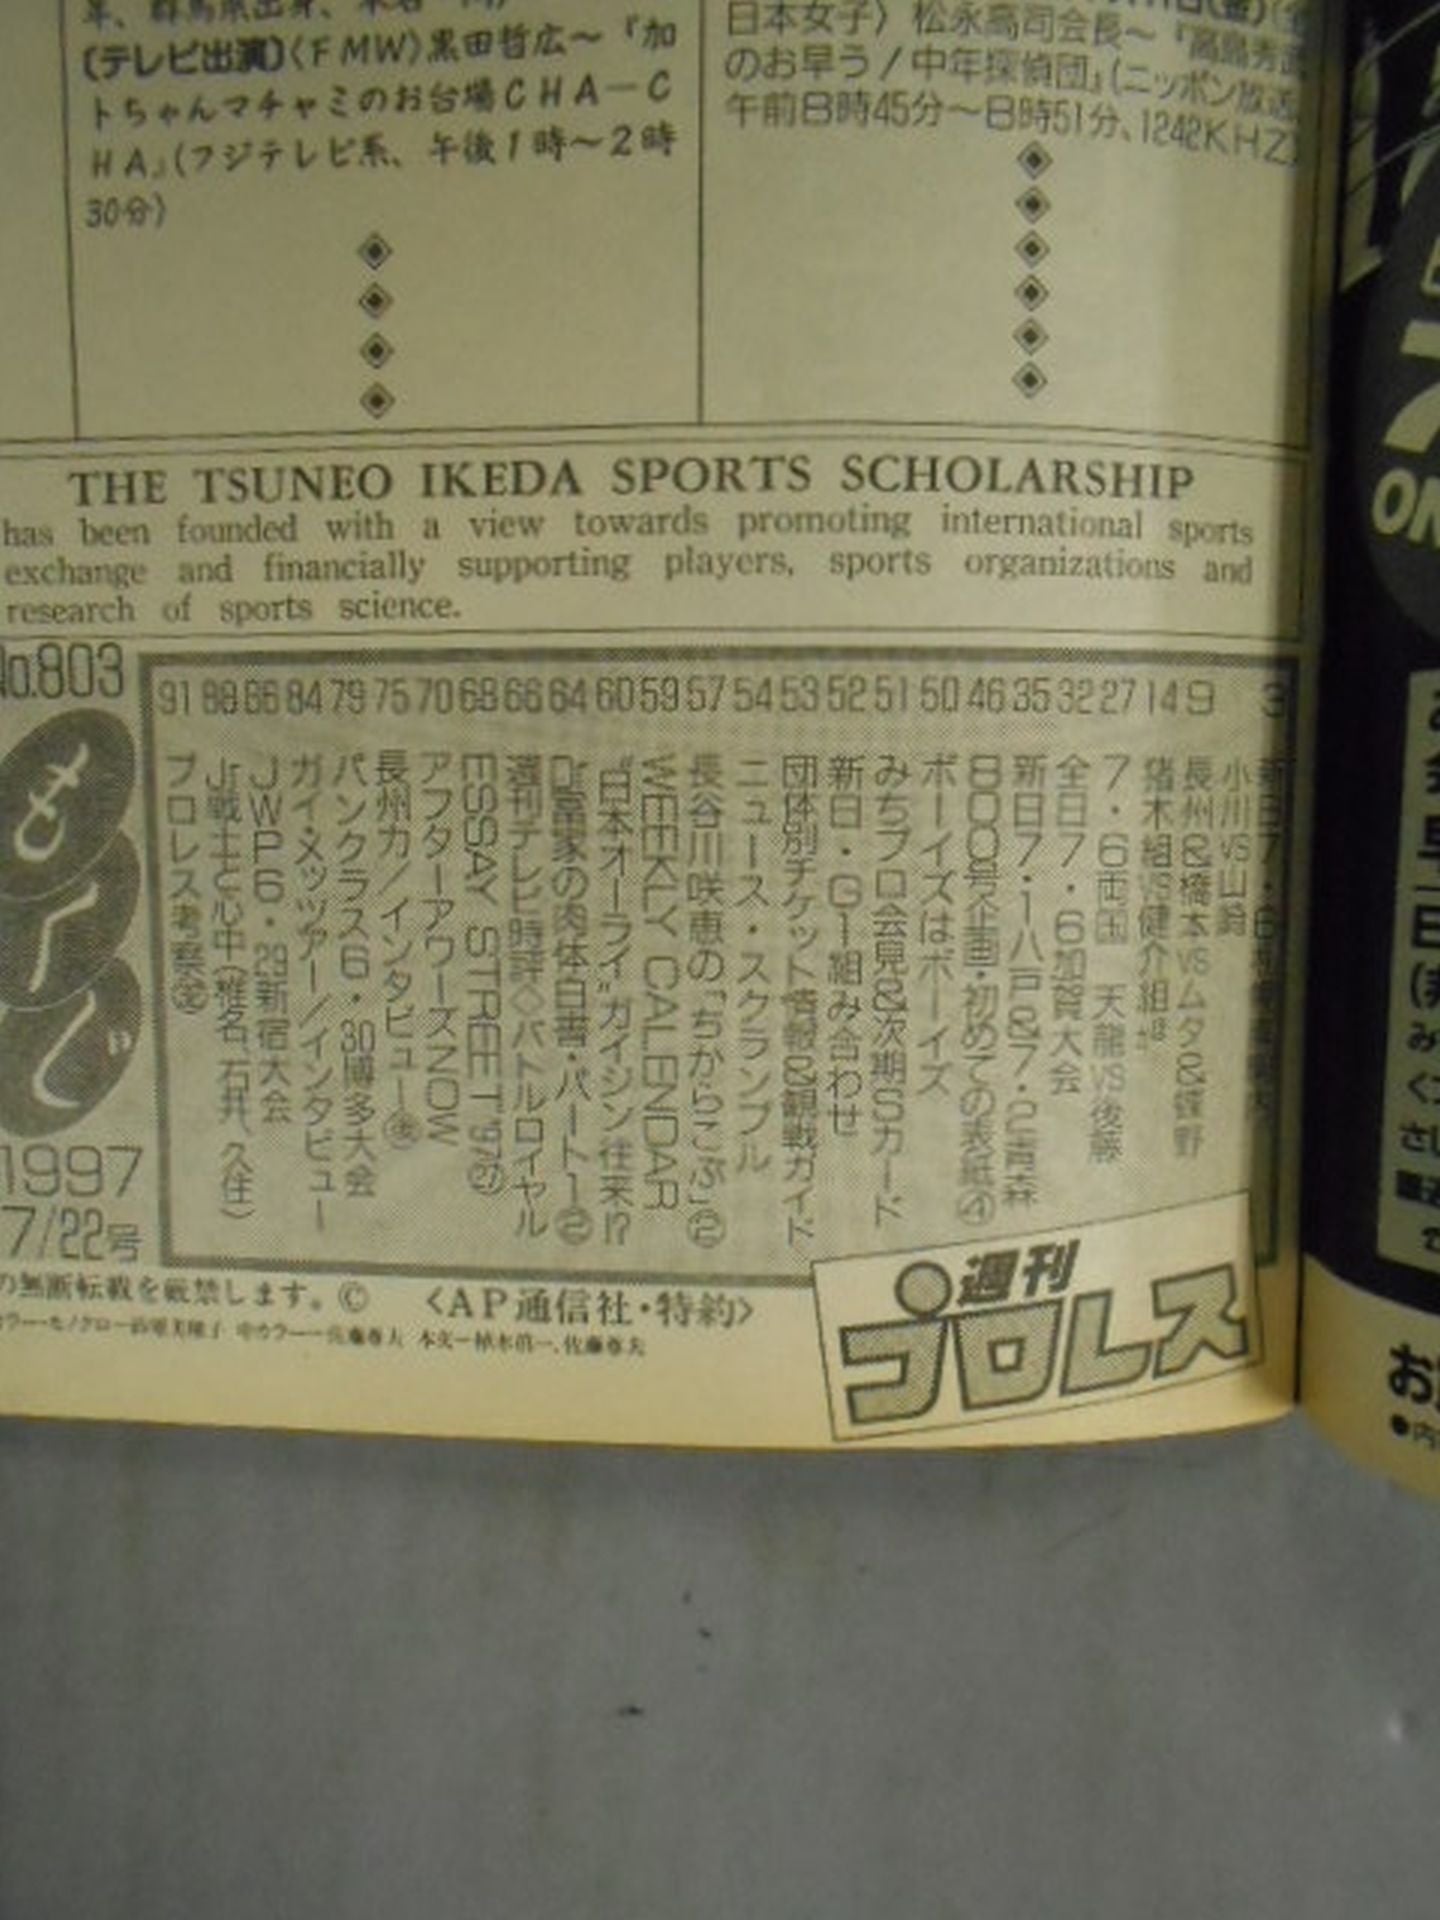 〔テレビ出演〕〈FMW〉黒田哲広〜『加
トちゃんマチャミのお台場CHA−C
HA』(フジテレビ系、午後1時〜2時
30分)
日本女子〉松永高司会長〜『高島秀武
のお早う!中年探偵団』(ニッポン放送
午前8時45分〜8時51分、1242KHZ)
THE TSUNEO IKEDA SPORTS SCHOLARSHIP
has been founded with a view towards promoting international sports
exchange and financially supporting players, sports organizations and
research of sports science.
No.803
もくじ
1997
7/22号
3
小川VS山崎
9 長州&橋本VSムタ&蝶野
14 猪木組VS健介組ほか
27 7・6両国 天龍VS後藤
32 全日7・6加賀大会
35 新日7・1八戸&7・2青森
46 800号企画・初めての表紙④
50 ボーイズはボーイズ
51 みちプロ会見&次期Sカード
52 新日・G1組み合わせ
53 団体別チケット情報&観戦ガイド
54 ニュース・スクランブル
57 長谷川咲恵の「ちからこぶ」⑫
59 WEEKLY CALENDAR
60 “日本オーライ”ガイジン往来!?
64 Dr.富家の肉体白書・パート1⑫
66 週刊テレビ時評◇バトルロイヤル
68 ESSAY STREET'97
70 アフターアワーズNOW
75 長州力/インタビュー㊧
79 パンクラス6・30博多大会
84 ガイ・メッツアー/インタビュー
86 JWP6・29新宿大会
88 Jr.戦士と心中(椎名、石井、久住)
91 プロレス考察
の無断転載を厳禁します。© 〈AP通信社・特約〉
週刊
プロレス